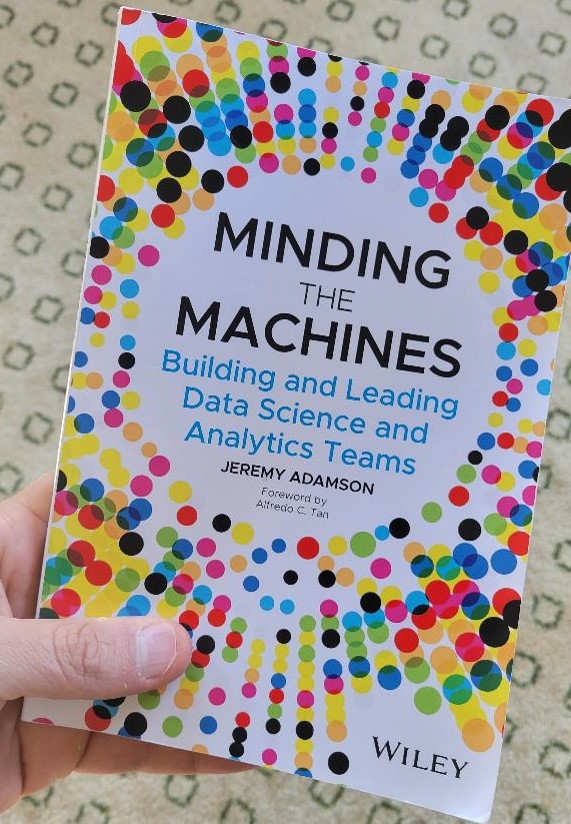 MINDING
THE
MACHINES
Building and Leading
Data Science and
Analytics Teams
JEREMY ADAMSON
Foreword by
Alfredo C. Tan
WILEY